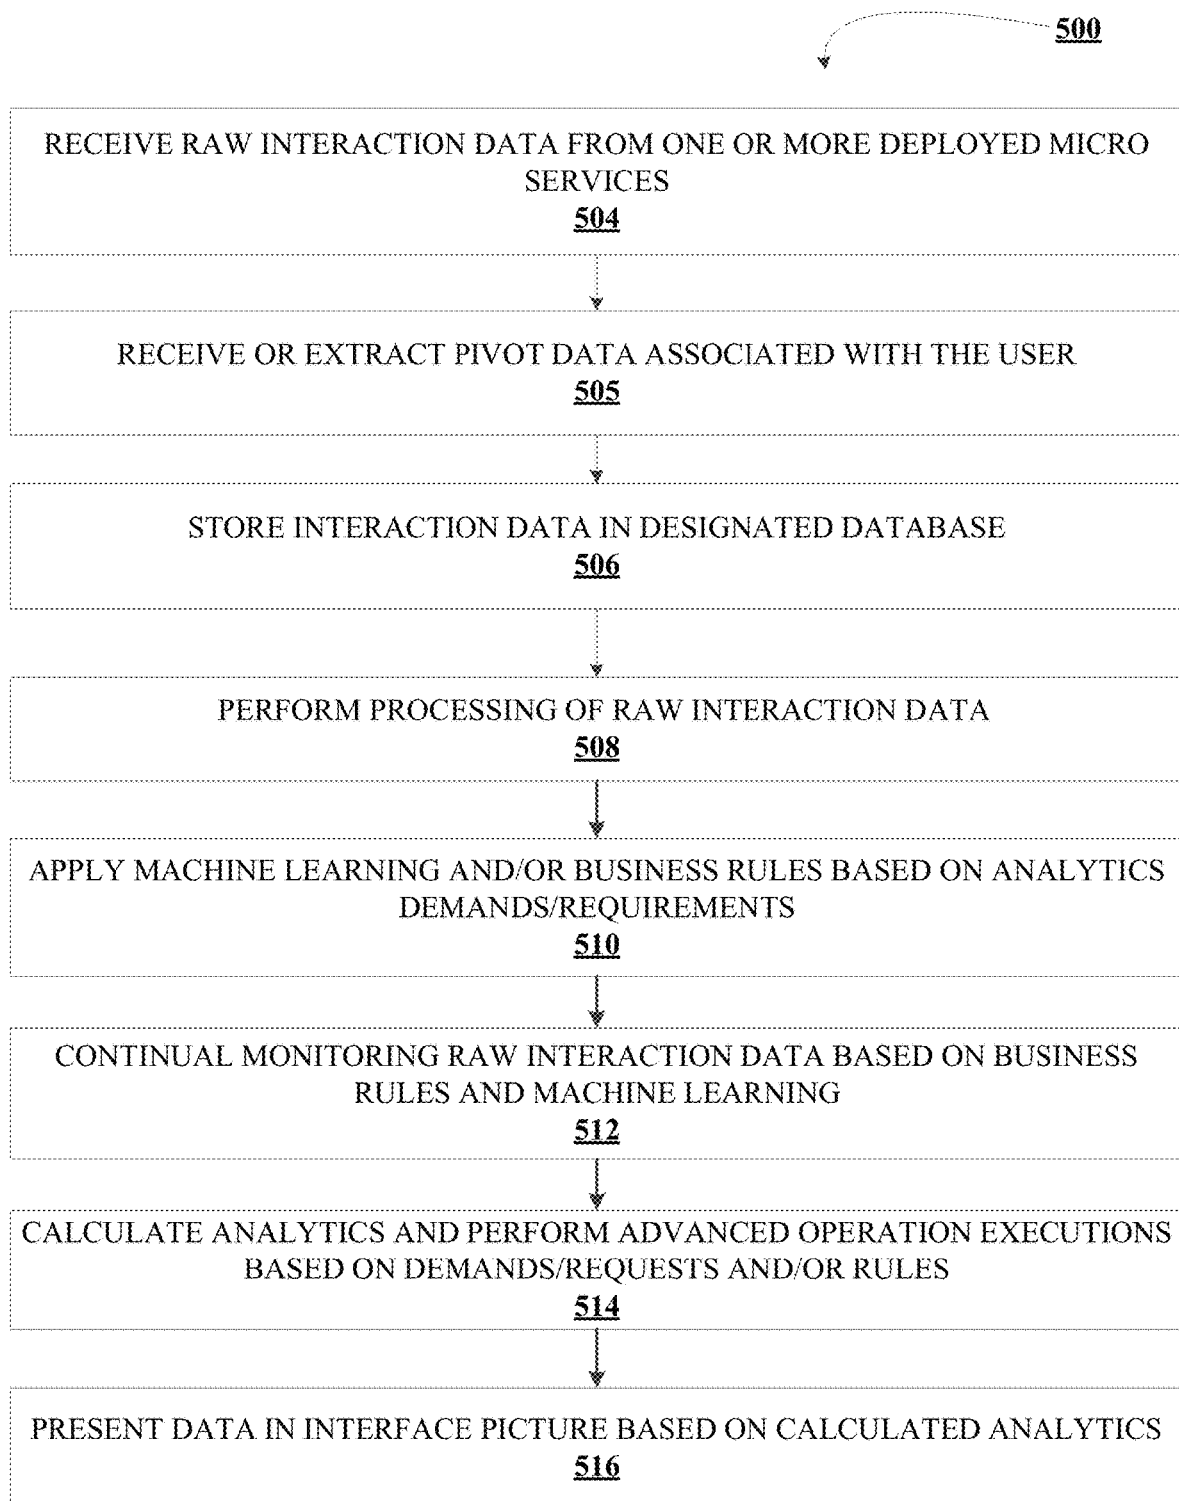 500
RECEIVE RAW INTERACTION DATA FROM ONE OR MORE DEPLOYED MICRO
SERVICES
504
RECEIVE OR EXTRACT PIVOT DATA ASSOCIATED WITH THE USER
505
STORE INTERACTION DATA IN DESIGNATED DATABASE
506
PERFORM PROCESSING OF RAW INTERACTION DATA
508
APPLY MACHINE LEARNING AND/OR BUSINESS RULES BASED ON ANALYTICS
DEMANDS/REQUIREMENTS
510
CONTINUAL MONITORING RAW INTERACTION DATA BASED ON BUSINESS
RULES AND MACHINE LEARNING
512
CALCULATE ANALYTICS AND PERFORM ADVANCED OPERATION EXECUTIONS
BASED ON DEMANDS/REQUESTS AND/OR RULES
514
PRESENT DATA IN INTERFACE PICTURE BASED ON CALCULATED ANALYTICS
516